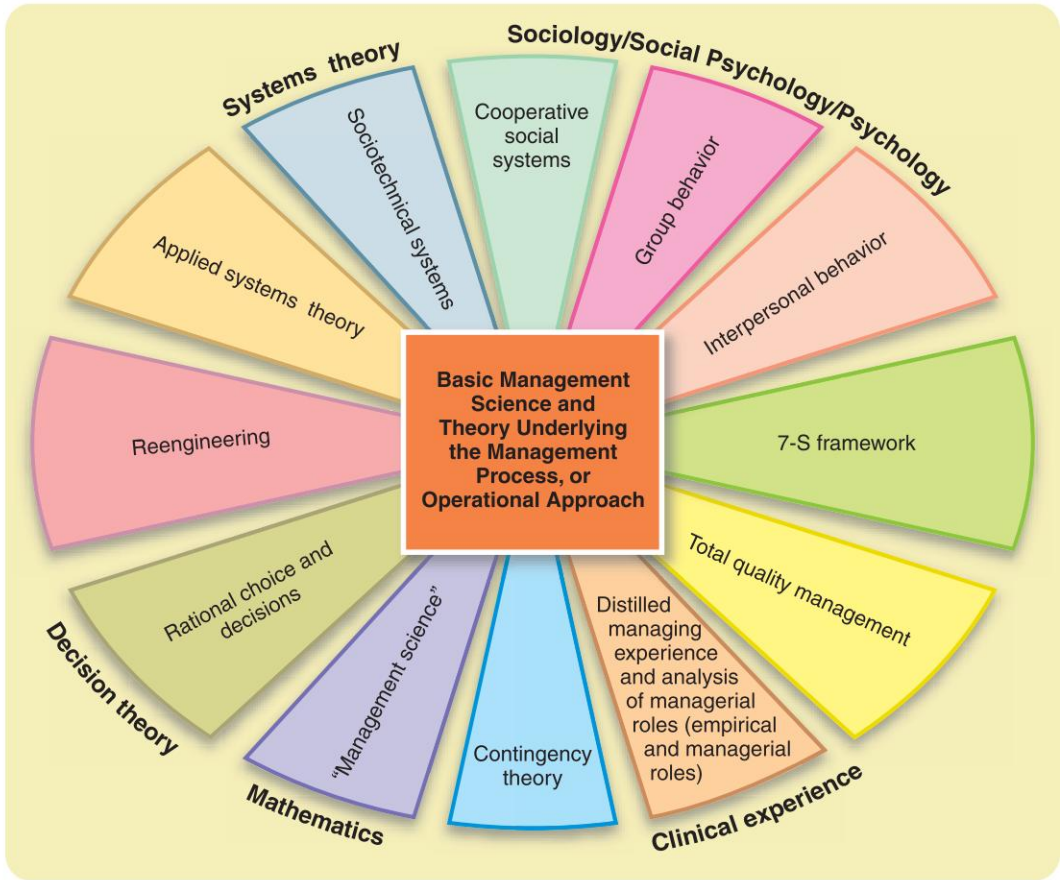 Systems theory
Sociology/Social Psychology/Psychology
Sociotechnical systems
Cooperative
social
systems
Group behavior
Interpersonal behavior
Applied systems theory
Basic Management
Science and
Theory Underlying
the Management
Process, or
Operational Approach
Reengineering
7-S framework
Rational choice and
decisions
"Management science"
Contingency
theory
Distilled
managing
experience
and analysis
of managerial
roles (empirical
and managerial
roles)
Total quality management
Decision theory
Mathematics
Clinical experience